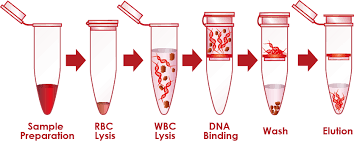 Sample
Preparation
RBC
Lysis
WBC
Lysis
DNA
Binding
Wash
Elution